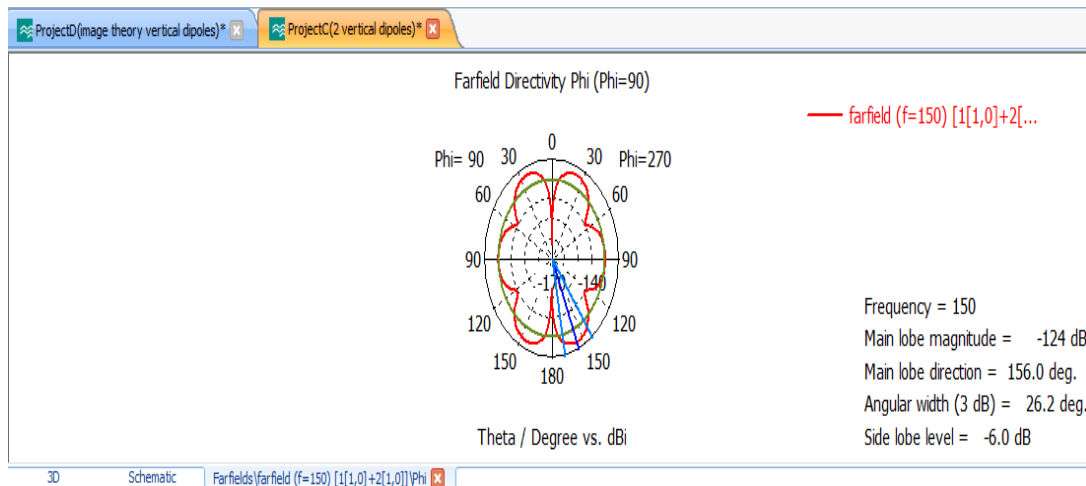 ProjectD(image theory vertical dipoles)* ProjectC(2 vertical dipoles)*
Farfield Directivity Phi (Phi=90)
farfield (f=150) [1[1,0]+2[...
0
Phi= 90 30 30 Phi=270
60 60
90 90
-140
120 120
150 150
180
Frequency = 150
Main lobe magnitude = -124 dB
Main lobe direction = 156.0 deg.
Angular width (3 dB) = 26.2 deg.
Side lobe level = -6.0 dB
Theta / Degree vs. dBi
3D Schematic Farfields\farfield (f=150) [1[1,0]+2[1,0]]\Phi